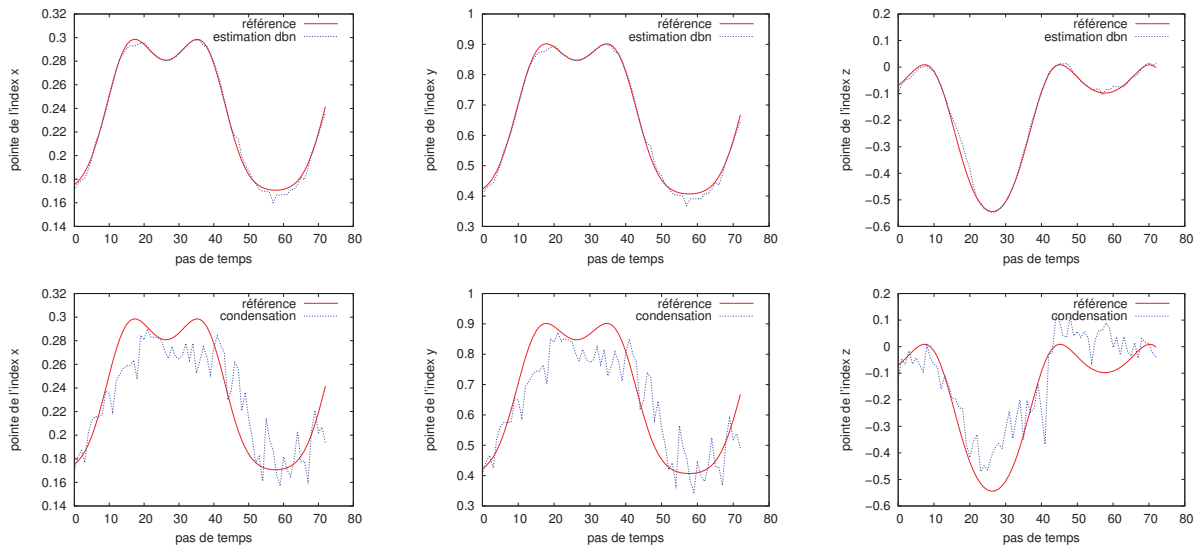 référence
estimation dbn
pointe de l'index x
0.32
0.3
0.28
0.26
0.24
0.22
0.2
0.18
0.16
0.14
0 10 20 30 40 50 60 70 80
pas de temps
référence
estimation dbn
pointe de l'index y
1
0.9
0.8
0.7
0.6
0.5
0.4
0.3
0 10 20 30 40 50 60 70 80
pas de temps
référence
estimation dbn
pointe de l'index z
0.2
0.1
0
−0.1
−0.2
−0.3
−0.4
−0.5
−0.6
0 10 20 30 40 50 60 70 80
pas de temps
référence
condensation
pointe de l'index x
0.32
0.3
0.28
0.26
0.24
0.22
0.2
0.18
0.16
0.14
0 10 20 30 40 50 60 70 80
pas de temps
référence
condensation
pointe de l'index y
1
0.9
0.8
0.7
0.6
0.5
0.4
0.3
0 10 20 30 40 50 60 70 80
pas de temps
référence
condensation
pointe de l'index z
0.2
0.1
0
−0.1
−0.2
−0.3
−0.4
−0.5
−0.6
0 10 20 30 40 50 60 70 80
pas de temps